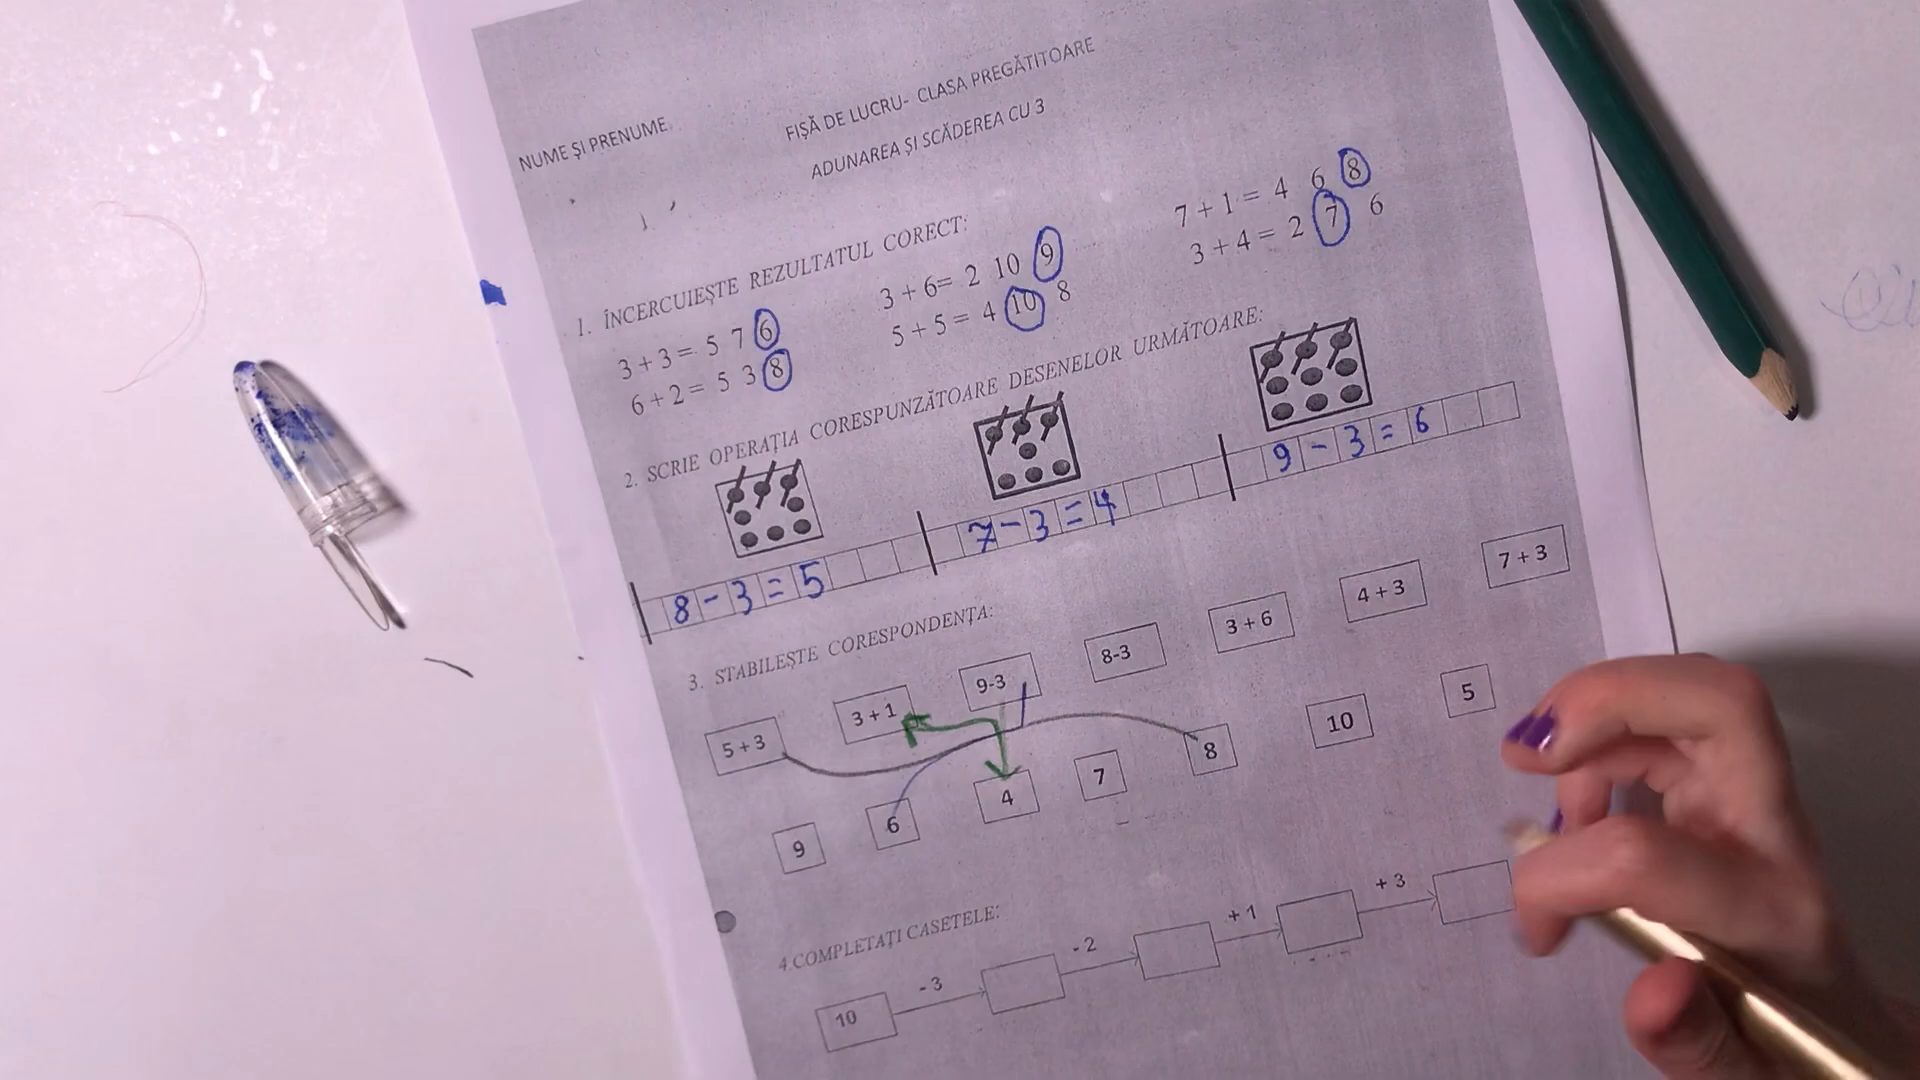 NUME ȘI PRENUME
FIȘĂ DE LUCRU- CLASA PREGĂTITOARE
ADUNAREA ȘI SCĂDEREA CU 3
1. ÎNCERCUIEȘTE REZULTATUL CORECT:
3 + 3 = 5 7 6
6 + 2 = 5 3 8
3 + 6= 2 10 9
5 + 5 = 4 10 8
7 + 1 = 4 6 8
3 + 4 = 2 7 6
2. SCRIE OPERAȚIA CORESPUNZĂTOARE DESENELOR URMĂTOARE:
8 - 3 = 5
7 - 3 = 4
9 - 3 = 6
3. STABILEȘTE CORESPONDENȚA:
5 + 3 3 + 1 9-3 8-3 3 + 6 4 + 3 7 + 3
9 6 4 7 8 10 5
4.COMPLETAȚI CASETELE:
10 - 3 - 2 + 1 + 3